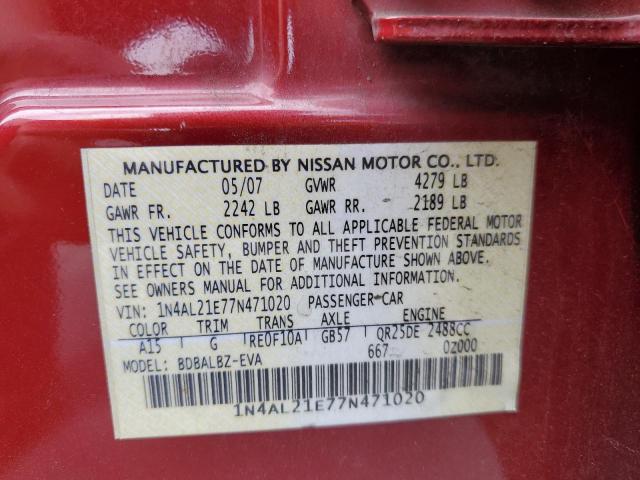 MANUFACTURED BY NISSAN MOTOR CO., LTD.
DATE 05/07 GVWR 4279 LB
GAWR FR. 2242 LB GAWR RR. 2189 LB
THIS VEHICLE CONFORMS TO ALL APPLICABLE FEDERAL MOTOR
VEHICLE SAFETY, BUMPER AND THEFT PREVENTION STANDARDS
IN EFFECT ON THE DATE OF MANUFACTURE SHOWN ABOVE.
SEE OWNERS MANUAL FOR ADDITIONAL INFORMATION.
VIN: 1N4AL21E77N471020 PASSENGER CAR
COLOR TRIM TRANS AXLE ENGINE
A15 G RE0F10A GB57 QR25DE 2488CC
MODEL: BDBALBZ-EVA 667 02000
1N4AL21E77N471020